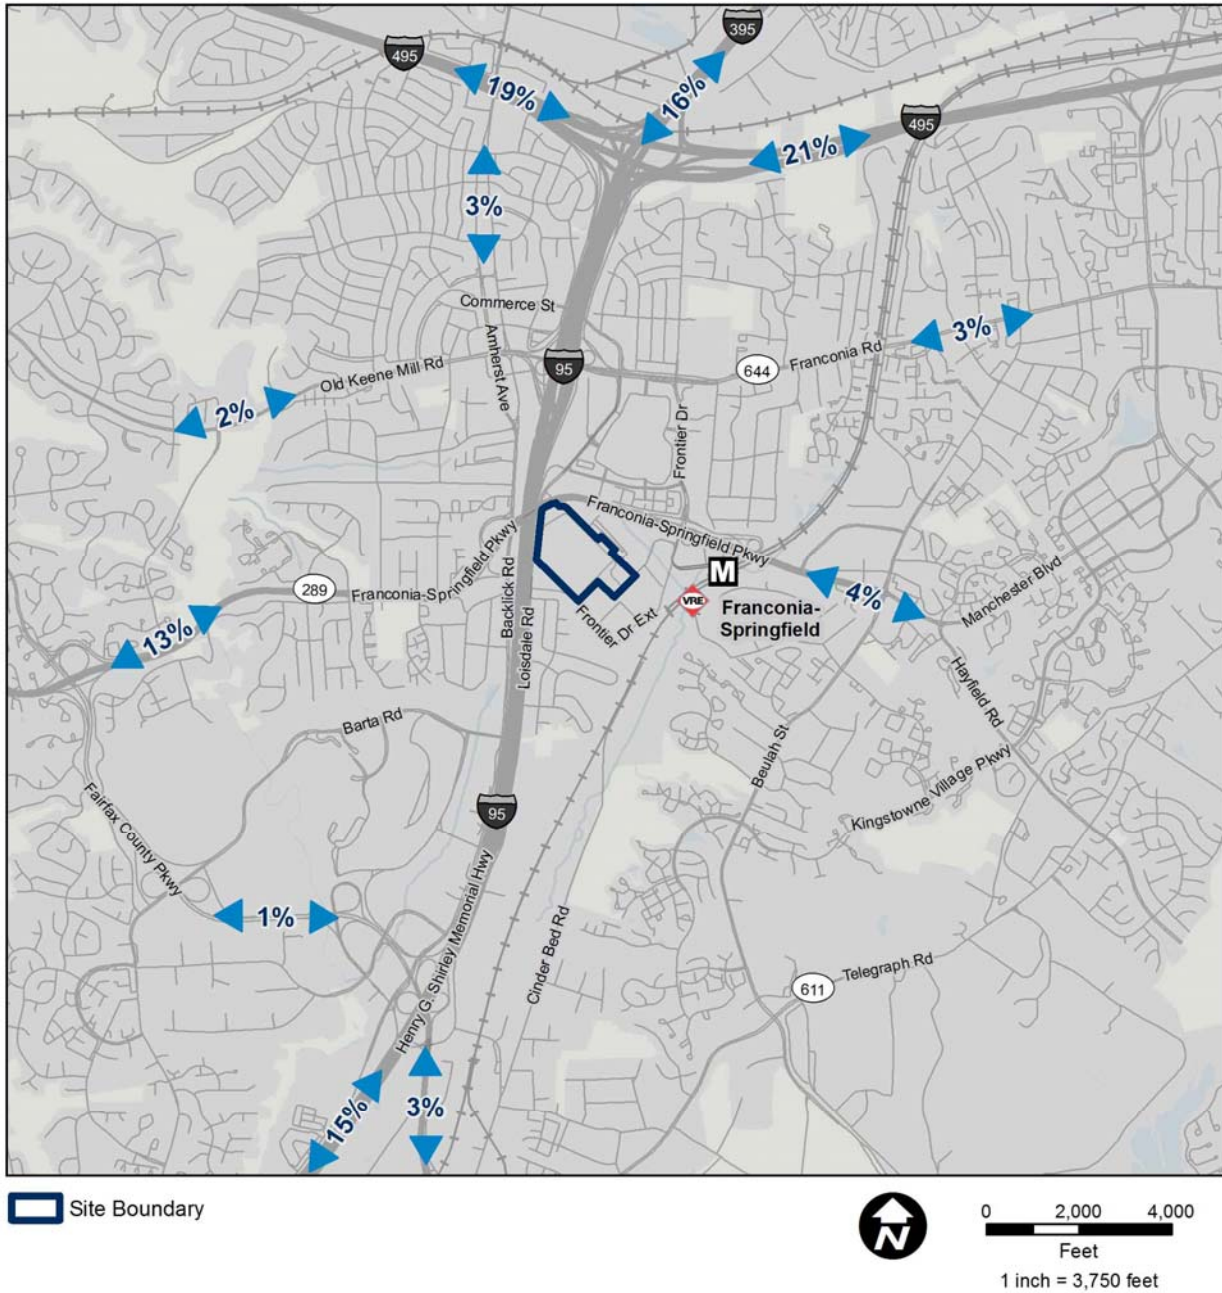 395
495
19%
16%
495
21%
3%
Commerce St
Amherst Ave
3%
95
644
Franconia Rd
Old Keene Mill Rd
2%
Frontier Dr
Franconia-Springfield Pkwy
Franconia-Springfield Pkwy
M
VRE
Franconia-
Springfield
4%
Manchester Blvd
289
13%
Backlick Rd
Loisdale Rd
Frontier Dr Ext
Hayfield Rd
Barta Rd
Beulah St
Kingstowne Village Pkwy
95
Fairfax County Pkwy
1%
Henry G. Shirley Memorial Hwy
Cinder Bed Rd
Telegraph Rd
611
15%
3%
Site Boundary
N
0 2,000 4,000
Feet
1 inch = 3,750 feet